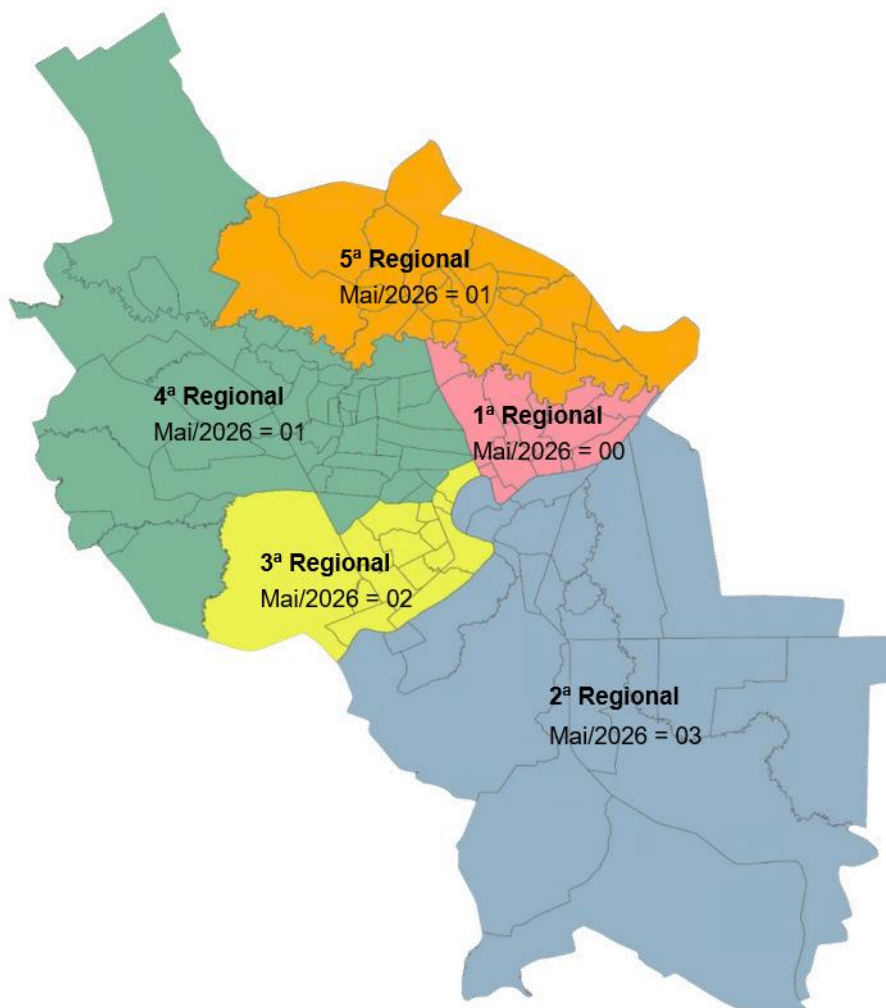 5ª Regional
Mai/2026 = 01
4ª Regional
Mai/2026 = 01
1ª Regional
Mai/2026 = 00
3ª Regional
Mai/2026 = 02
2ª Regional
Mai/2026 = 03